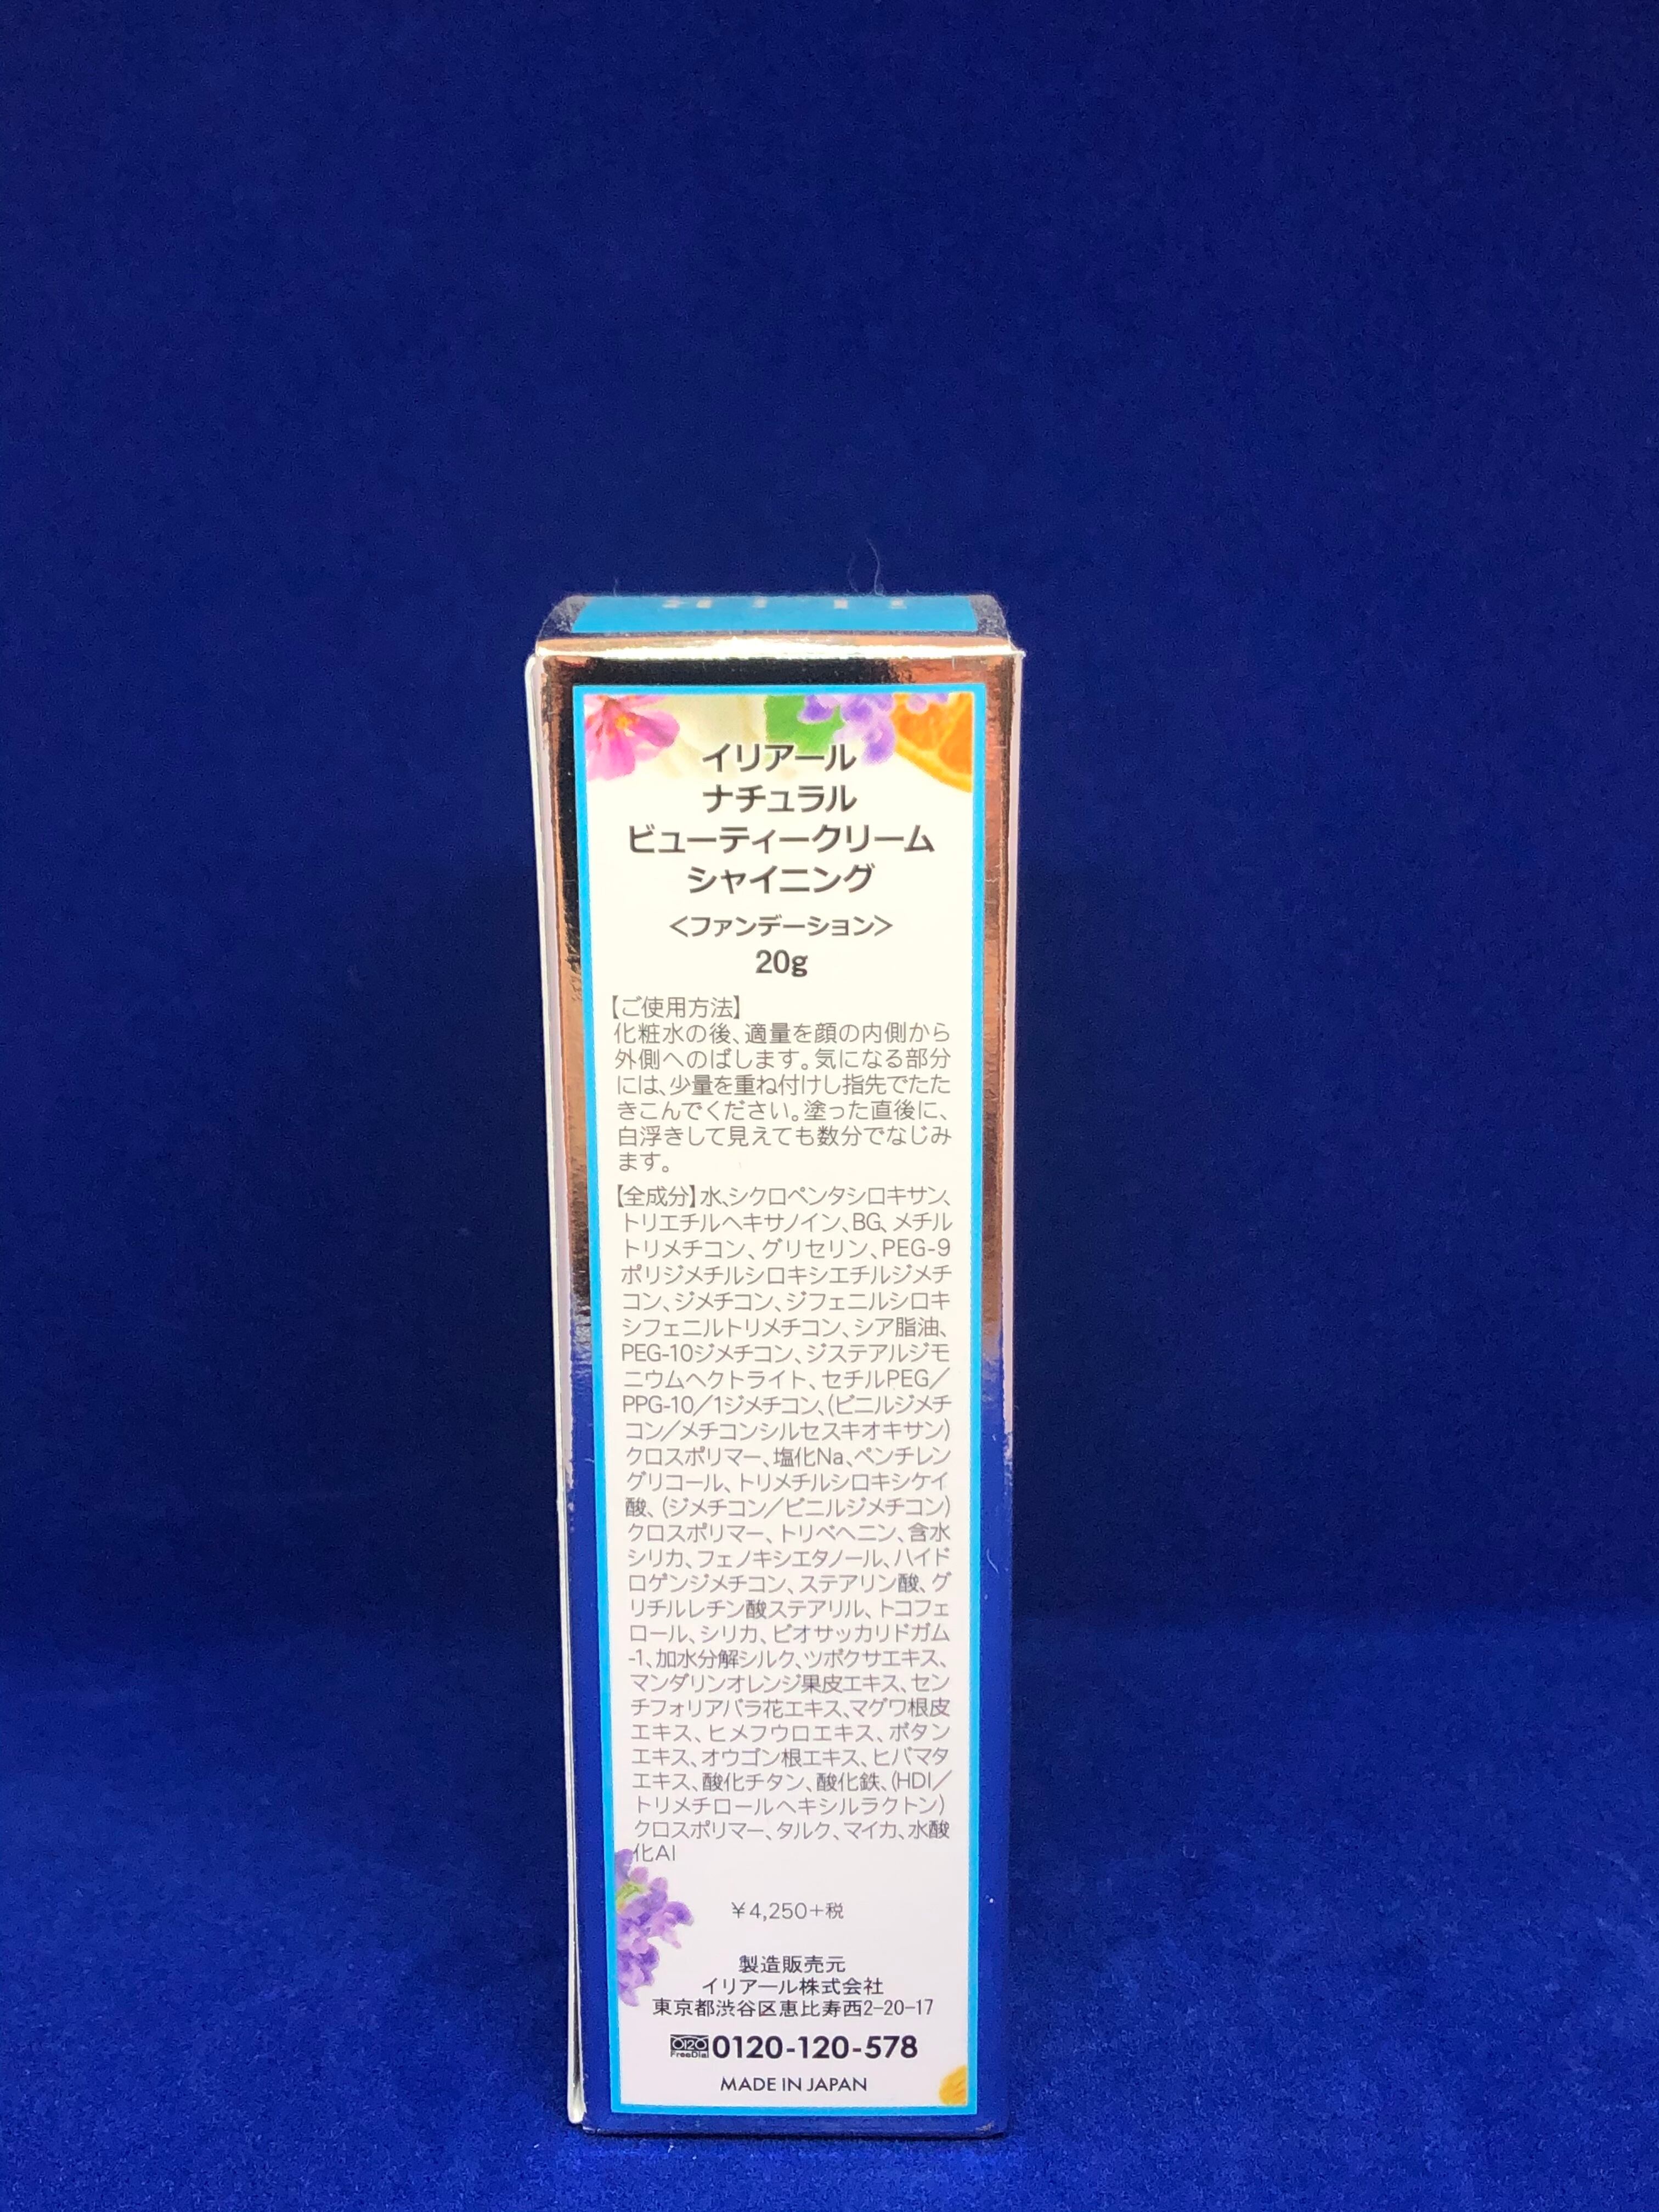 イリアール
ナチュラル
ビューティークリーム
シャイニング
＜ファンデーション＞
20g
【ご使用方法】
化粧水の後、適量を顔の内側から
外側へのばします。気になる部分
には、少量を重ね付けし指先でたた
きこんでください。塗った直後に、
白浮きして見えても数分でなじみ
ます。
【全成分】水、シクロペンタシロキサン、
トリエチルヘキサノイン、BG、メチル
トリメチコン、グリセリン、PEG-9
ポリジメチルシロキシエチルジメチ
コン、ジメチコン、ジフェニルシロキ
シフェニルトリメチコン、シア脂油、
PEG-10ジメチコン、ジステアルジモ
ニウムヘクトライト、セチルPEG／
PPG-10／1ジメチコン、(ビニルジメチ
コン／メチコンシルセスキオキサン)
クロスポリマー、塩化Na、ペンチレン
グリコール、トリメチルシロキシケイ
酸、(ジメチコン／ビニルジメチコン)
クロスポリマー、トリベヘニン、含水
シリカ、フェノキシエタノール、ハイド
ロゲンジメチコン、ステアリン酸、グ
リチルレチン酸ステアリル、トコフェ
ロール、シリカ、ビオサッカリドガム
-1、加水分解シルク、ツボクサエキス、
マンダリンオレンジ果皮エキス、セン
チフォリアバラ花エキス、マグワ根皮
エキス、ヒメフウロエキス、ボタン
エキス、オウゴン根エキス、ヒバマタ
エキス、酸化チタン、酸化鉄、(HDI／
トリメチロールヘキシルラクトン)
クロスポリマー、タルク、マイカ、水酸
化Al
￥4,250＋税
製造販売元
イリアール株式会社
東京都渋谷区恵比寿西2-20-17
0120 FreeDial 0120-120-578
MADE IN JAPAN